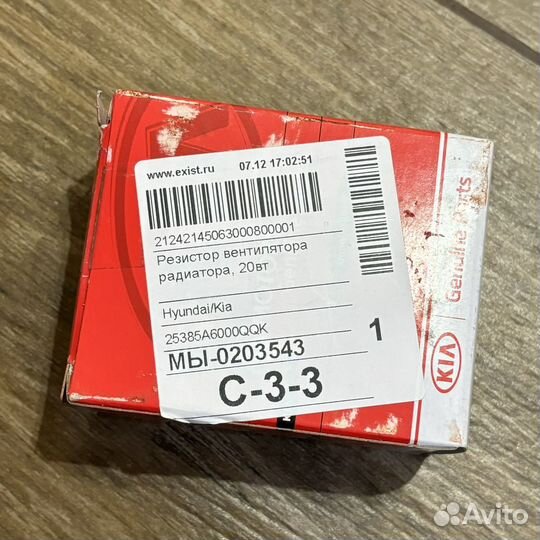 www.exist.ru 07.12 17:02:51
21242145063000800001
Резистор вентилятора
радиатора, 20вт
Hyundai/Kia
25385A6000QQK
1
МЫ-0203543
С-3-3
KIA Genuine Parts
Avito